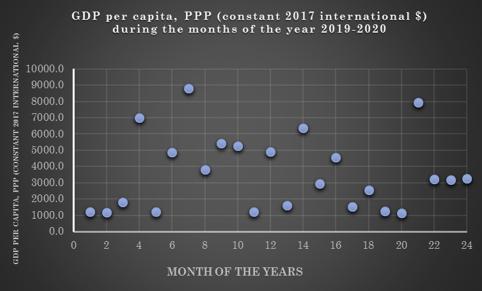 GDP per capita, PPP (constant 2017 international $)
during the months of the year 2019-2020
GDP PER CAPITA, PPP (CONSTANT 2017 INTERNATIONAL $)
10000.0
9000.0
8000.0
7000.0
6000.0
5000.0
4000.0
3000.0
2000.0
1000.0
0.0
0 2 4 6 8 10 12 14 16 18 20 22 24
MONTH OF THE YEARS